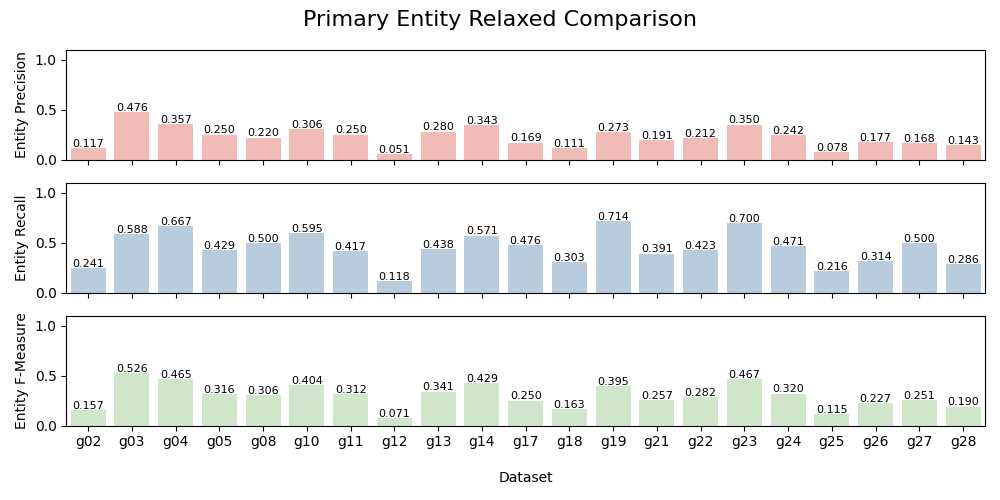 Primary Entity Relaxed Comparison
Entity Precision
1.0
0.5
0.0
0.117 0.476 0.357 0.250 0.220 0.306 0.250 0.051 0.280 0.343 0.169 0.111 0.273 0.191 0.212 0.350 0.242 0.078 0.177 0.168 0.143
Entity Recall
1.0
0.5
0.0
0.241 0.588 0.667 0.429 0.500 0.595 0.417 0.118 0.438 0.571 0.476 0.303 0.714 0.391 0.423 0.700 0.471 0.216 0.314 0.500 0.286
Entity F-Measure
1.0
0.5
0.0
0.157 0.526 0.465 0.316 0.306 0.404 0.312 0.071 0.341 0.429 0.250 0.163 0.395 0.257 0.282 0.467 0.320 0.115 0.227 0.251 0.190
g02 g03 g04 g05 g08 g10 g11 g12 g13 g14 g17 g18 g19 g21 g22 g23 g24 g25 g26 g27 g28
Dataset